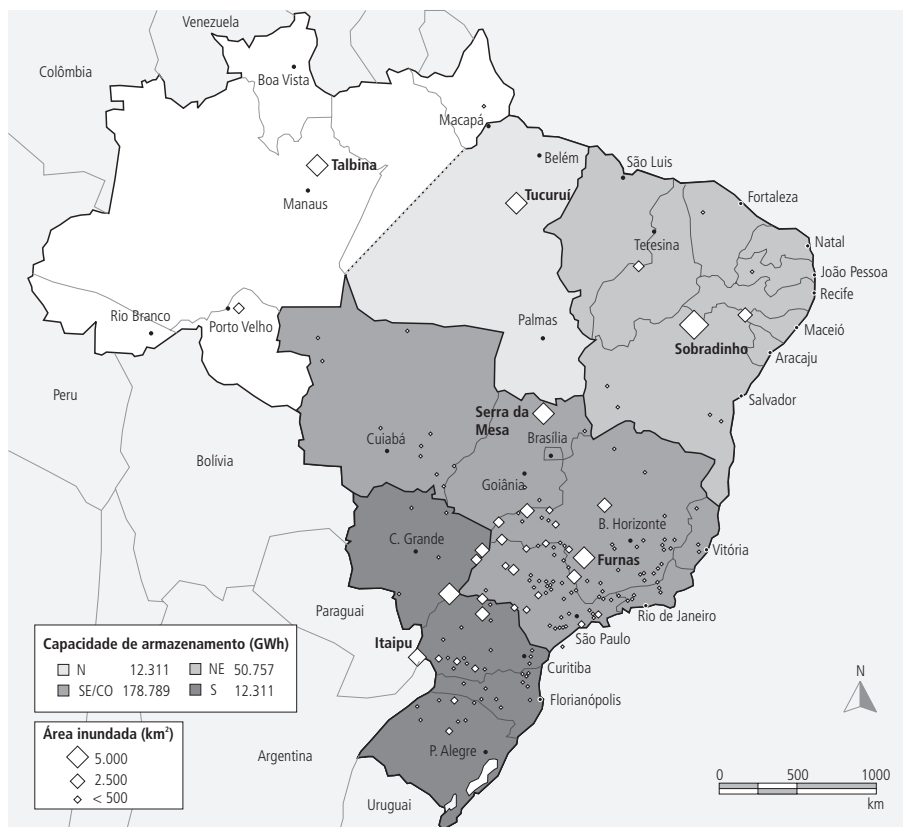 Venezuela
Colômbia
Boa Vista
Macapá
Talbina
Manaus
Belém
Tucuruí
São Luis
Fortaleza
Teresina
Natal
João Pessoa
Recife
Rio Branco
Porto Velho
Palmas
Sobradinho
Maceió
Aracaju
Peru
Serra da
Mesa
Salvador
Brasília
Cuiabá
Bolívia
Goiânia
C. Grande
B. Horizonte
Vitória
Furnas
Paraguai
Rio de Janeiro
São Paulo
Itaipu
Curitiba
Florianópolis
Argentina
P. Alegre
Uruguai
Capacidade de armazenamento (GWh)
N 12.311 NE 50.757
SE/CO 178.789 S 12.311
Área inundada (km²)
5.000
2.500
< 500
N
0 500 1000
km